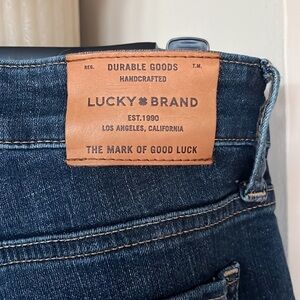 REG. DURABLE GOODS T.M.
HANDCRAFTED
LUCKY BRAND
EST.1990
LOS ANGELES, CALIFORNIA
THE MARK OF GOOD LUCK